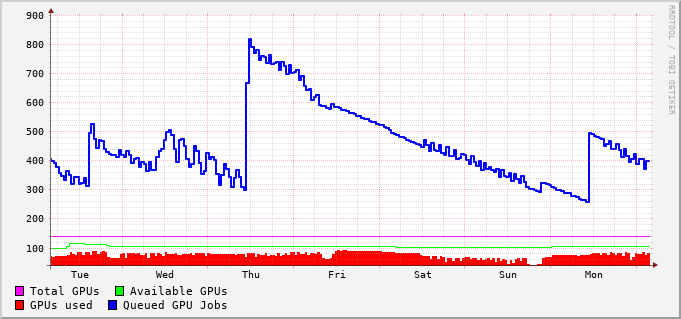 900
800
700
600
500
400
300
200
100
Tue Wed Thu Fri Sat Sun Mon
Total GPUs Available GPUs
GPUs used Queued GPU Jobs
RRDTOOL / TOBI OETIKER